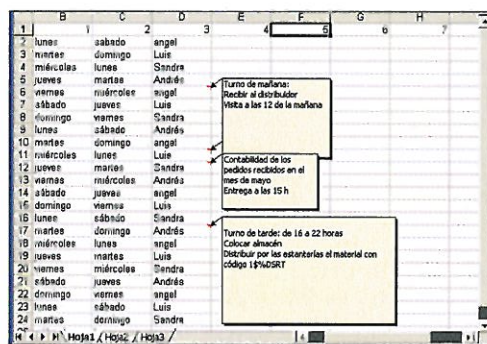 B C D E F G H
1 1 2 3 4 5 6 7
2 lunes sabado angel
3 martes domingo Luis
4 miércoles lunes Sandra
5 jueves martes Andrés
6 viernes miércoles angel
7 sábado jueves Luis
8 domingo viernes Sandra
9 lunes sábado Andrés
10 martes domingo angel
11 miércoles lunes Luis
12 jueves martes Sandra
13 viernes miércoles Andrés
14 sábado jueves angel
15 domingo viernes Luis
16 lunes sábado Sandra
17 martes domingo Andrés
18 miércoles lunes angel
19 jueves martes Luis
20 viernes miércoles Sandra
21 sábado jueves Andrés
22 domingo viernes angel
23 lunes sábado Luis
24 martes domingo Sandra
Turno de mañana:
Recibir al distribuider
Visita a las 12 de la mañana
Contabilidad de los
pedidos recibidos en el
mes de mayo
Entrega a las 15 h
Turno de tarde: de 16 a 22 horas
Colocar almacén
Distribuir por las estanterías el material con
código 1$%DSRT
Hoja1 / Hoja2 / Hoja3 /